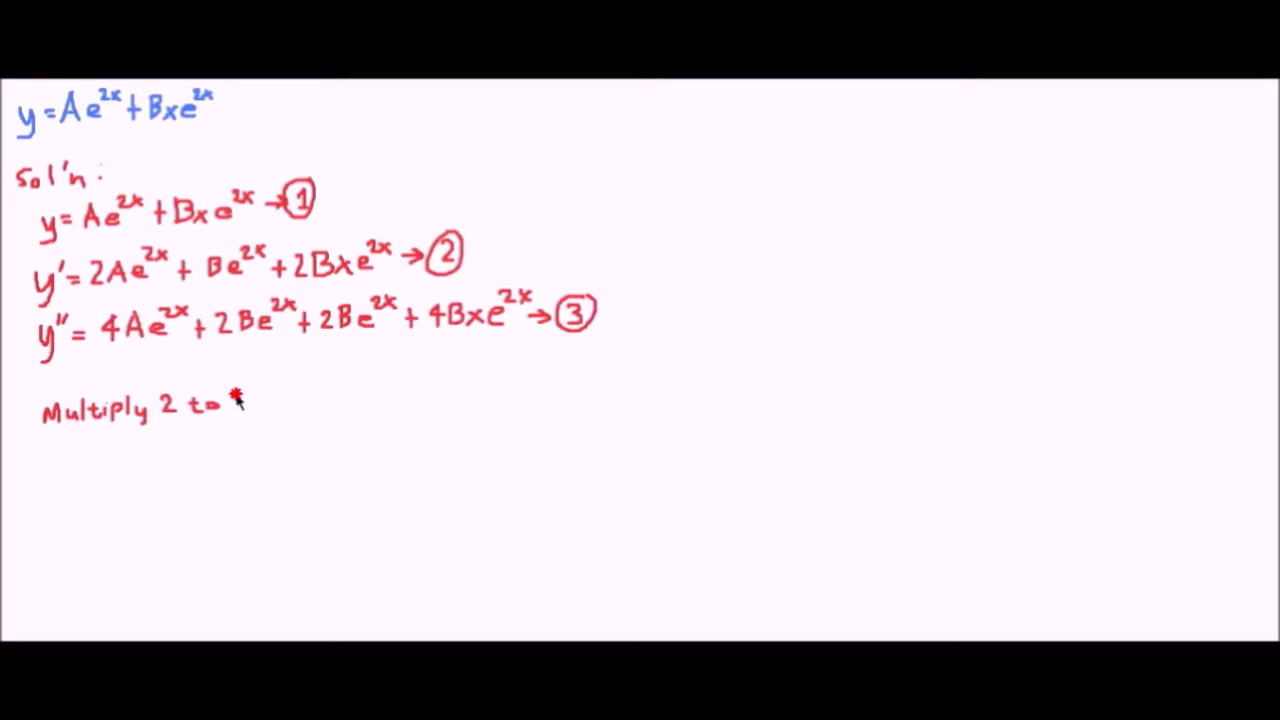 y = Ae^{2x} + Bxe^{2x}
Sol'n :
y = Ae^{2x} + Bxe^{2x} → ①
y' = 2Ae^{2x} + Be^{2x} + 2Bxe^{2x} → ②
y'' = 4Ae^{2x} + 2Be^{2x} + 2Be^{2x} + 4Bxe^{2x} → ③
Multiply 2 to